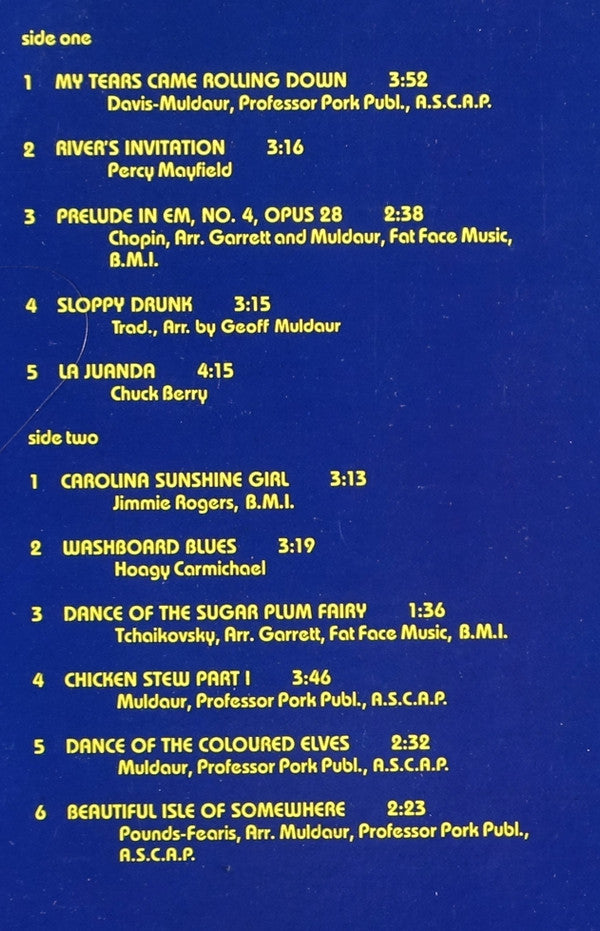 side one
1 MY TEARS CAME ROLLING DOWN 3:52
Davis-Muldaur, Professor Pork Publ., A.S.C.A.P.
2 RIVER'S INVITATION 3:16
Percy Mayfield
3 PRELUDE IN EM, NO. 4, OPUS 28 2:38
Chopin, Arr. Garrett and Muldaur, Fat Face Music,
B.M.I.
4 SLOPPY DRUNK 3:15
Trad., Arr. by Geoff Muldaur
5 LA JUANDA 4:15
Chuck Berry
side two
1 CAROLINA SUNSHINE GIRL 3:13
Jimmie Rogers, B.M.I.
2 WASHBOARD BLUES 3:19
Hoagy Carmichael
3 DANCE OF THE SUGAR PLUM FAIRY 1:36
Tchaikovsky, Arr. Garrett, Fat Face Music, B.M.I.
4 CHICKEN STEW PART I 3:46
Muldaur, Professor Pork Publ., A.S.C.A.P.
5 DANCE OF THE COLOURED ELVES 2:32
Muldaur, Professor Pork Publ., A.S.C.A.P.
6 BEAUTIFUL ISLE OF SOMEWHERE 2:23
Pounds-Fearis, Arr. Muldaur, Professor Pork Publ.,
A.S.C.A.P.